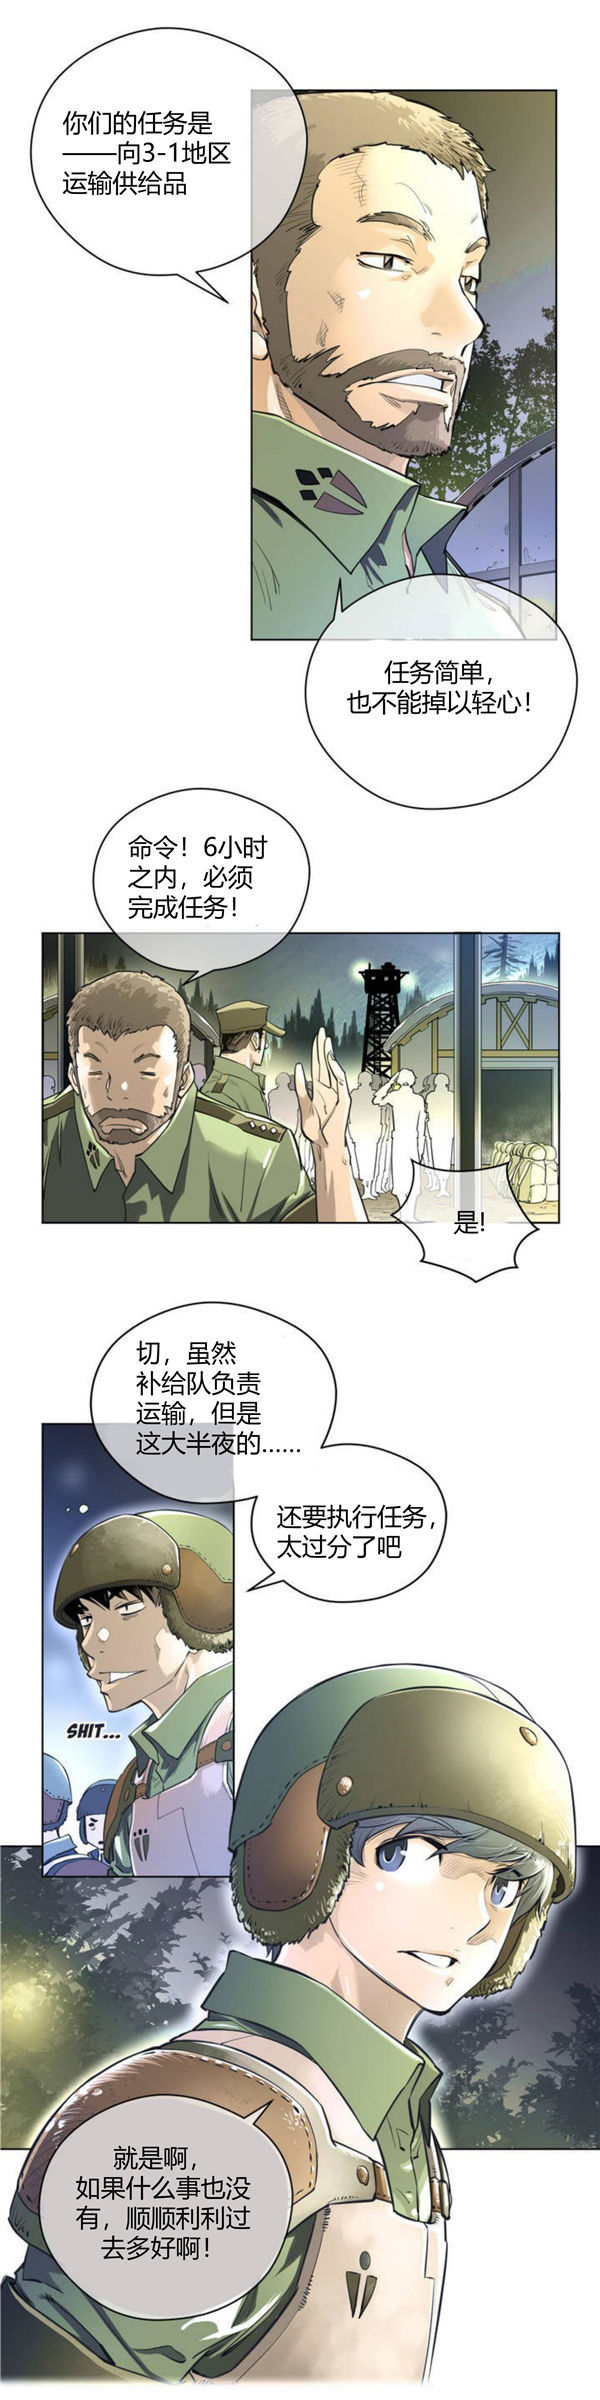 你们的任务是
——向3-1地区
运输供给品
任务简单，
也不能掉以轻心！
命令！6小时
之内，必须
完成任务！
是!
切，虽然
补给队负责
运输，但是
这大半夜的……
还要执行任务，
太过分了吧
SHIT...
就是啊，
如果什么事也没
有，顺顺利利过
去多好啊！